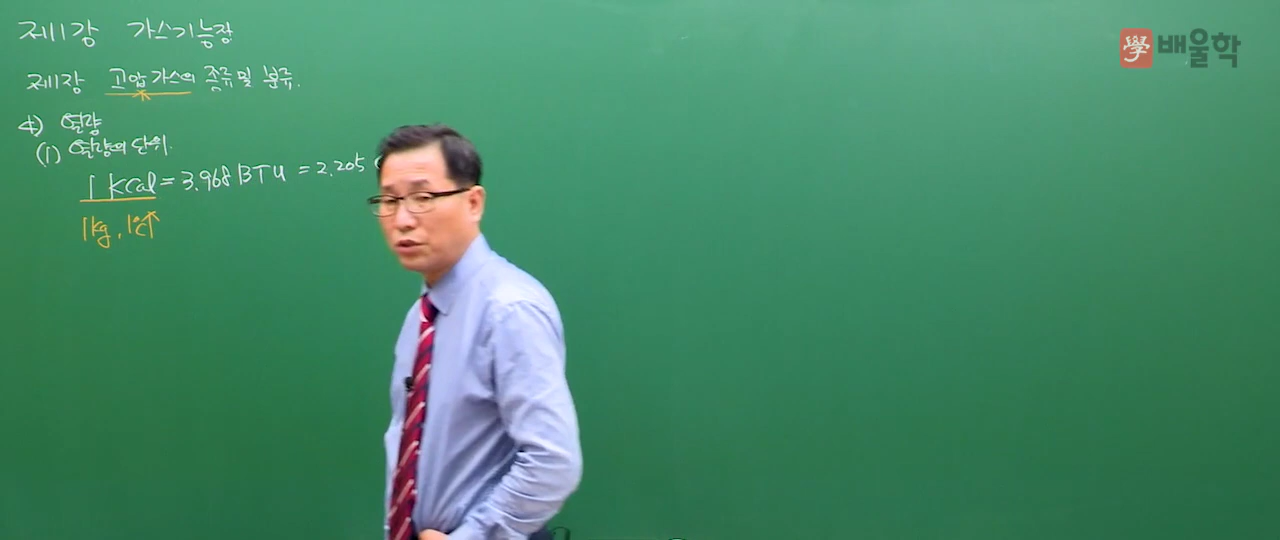 제1강 가스기능장
제1장 고압가스의 종류 및 분류.
4) 열량
(1) 열량의 단위.
1 kcal = 3.968 BTU = 2.205 C
1kg, 1℃↑
學 배울학